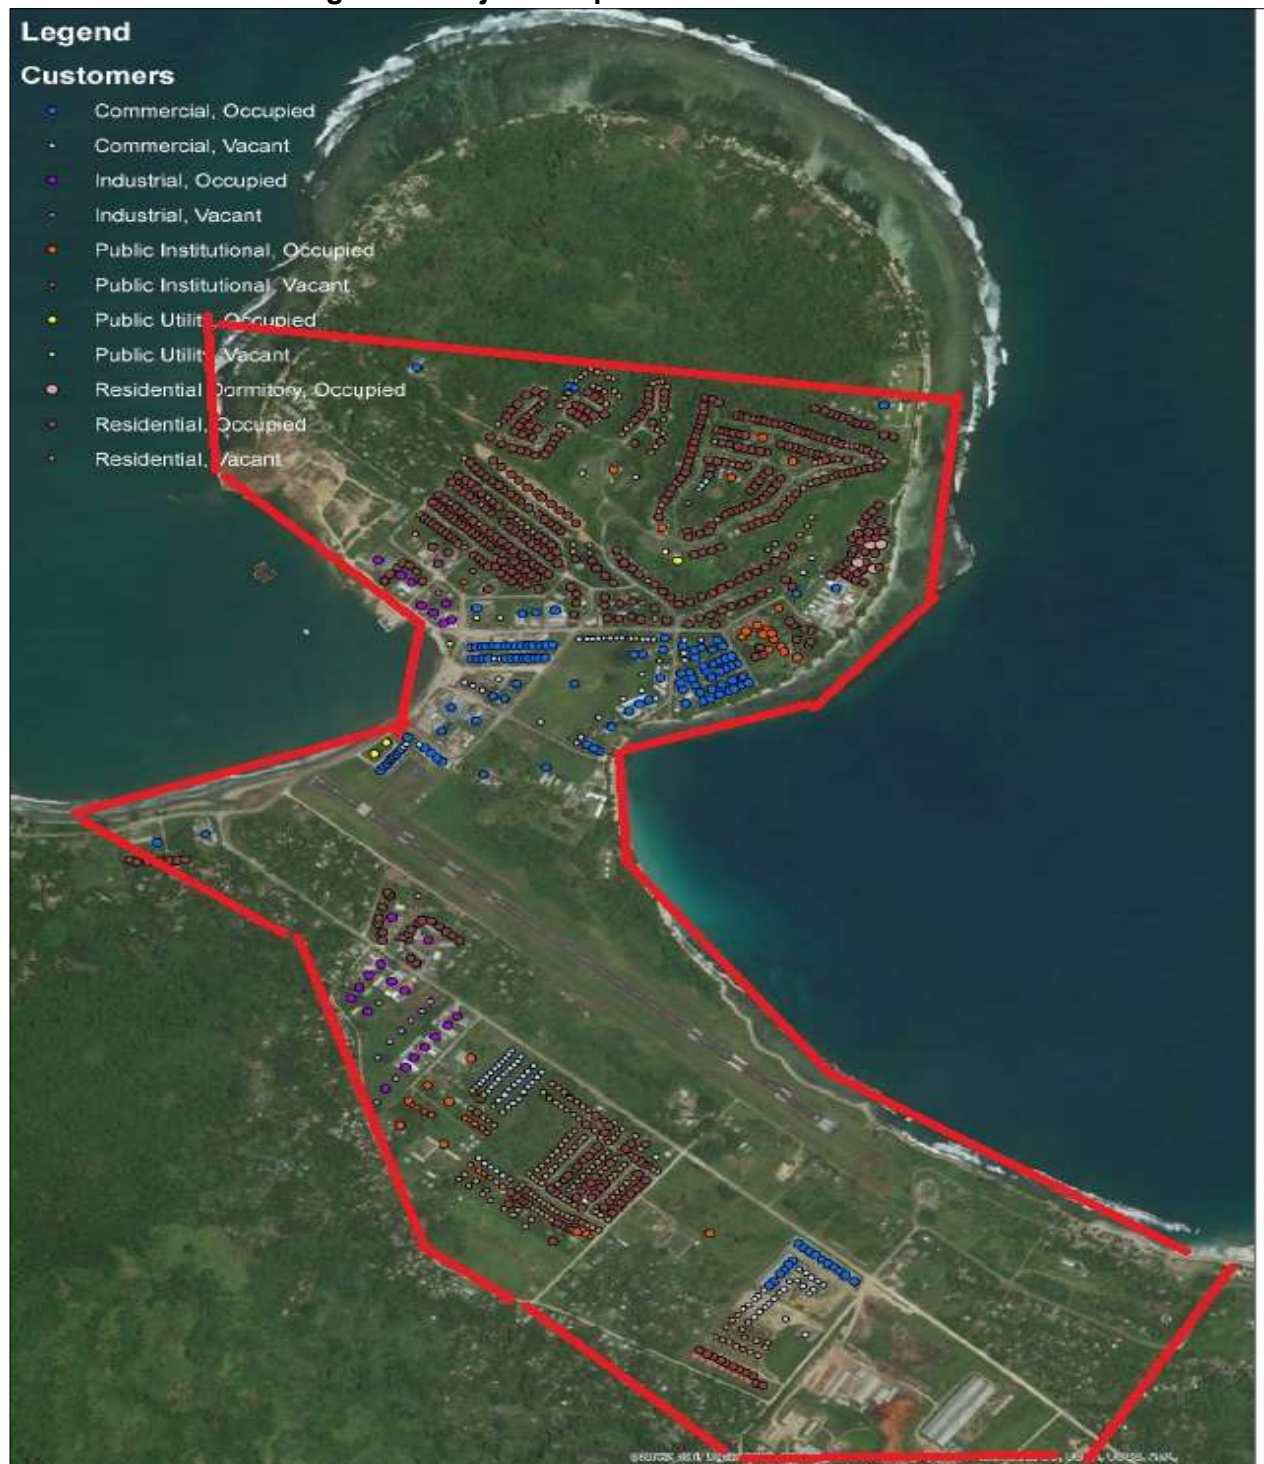 Legend
Customers
Commercial, Occupied
Commercial, Vacant
Industrial, Occupied
Industrial, Vacant
Public Institutional, Occupied
Public Institutional, Vacant
Public Utility, Occupied
Public Utility, Vacant
Residential Dormitory, Occupied
Residential, Occupied
Residential, Vacant